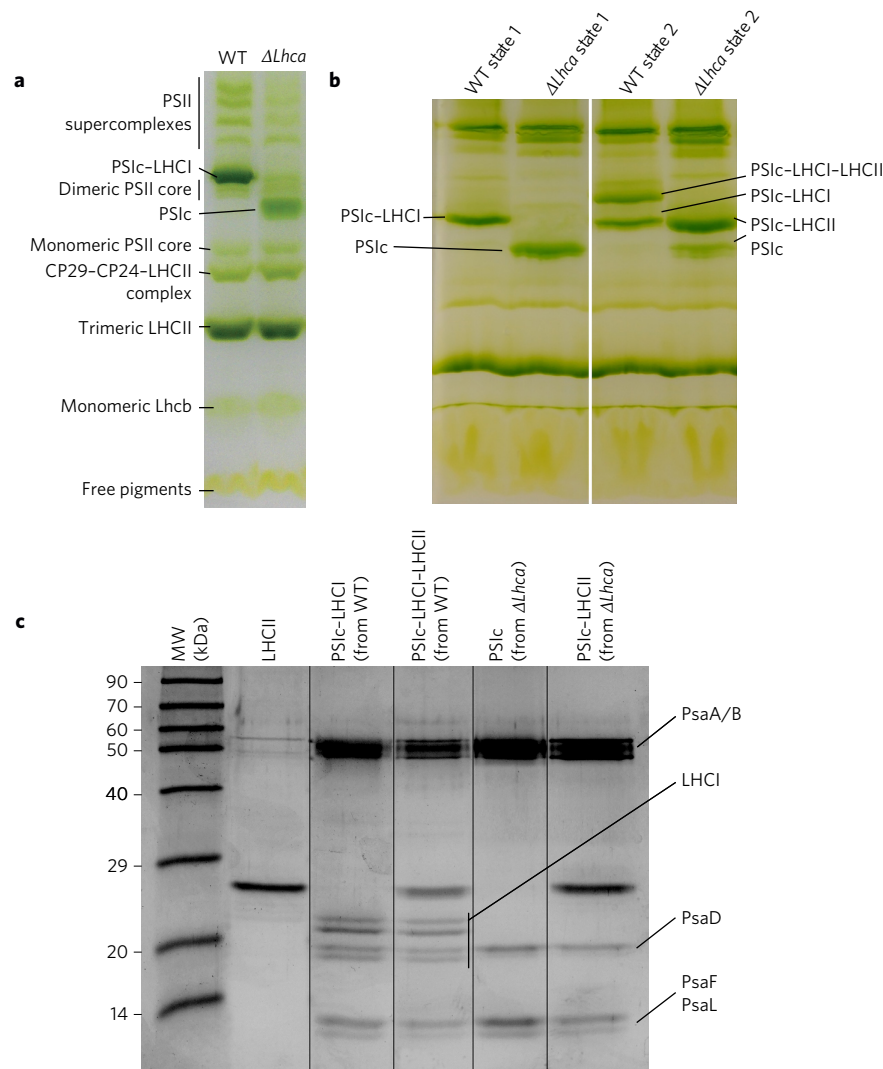 a
WT
ΔLhca
PSII
supercomplexes
PSIc–LHCI
Dimeric PSII core
PSIc
Monomeric PSII core
CP29–CP24–LHCII
complex
Trimeric LHCII
Monomeric Lhcb
Free pigments
b
WT state 1
ΔLhca state 1
WT state 2
ΔLhca state 2
PSIc–LHCI
PSIc
PSIc–LHCI–LHCII
PSIc–LHCI
PSIc–LHCII
PSIc
c
MW
(kDa)
LHCII
PSIc–LHCI
(from WT)
PSIc–LHCI-LHCII
(from WT)
PSIc
(from ΔLhca)
PSIc–LHCII
(from ΔLhca)
90
70
60
50
40
29
20
14
PsaA/B
LHCI
PsaD
PsaF
PsaL